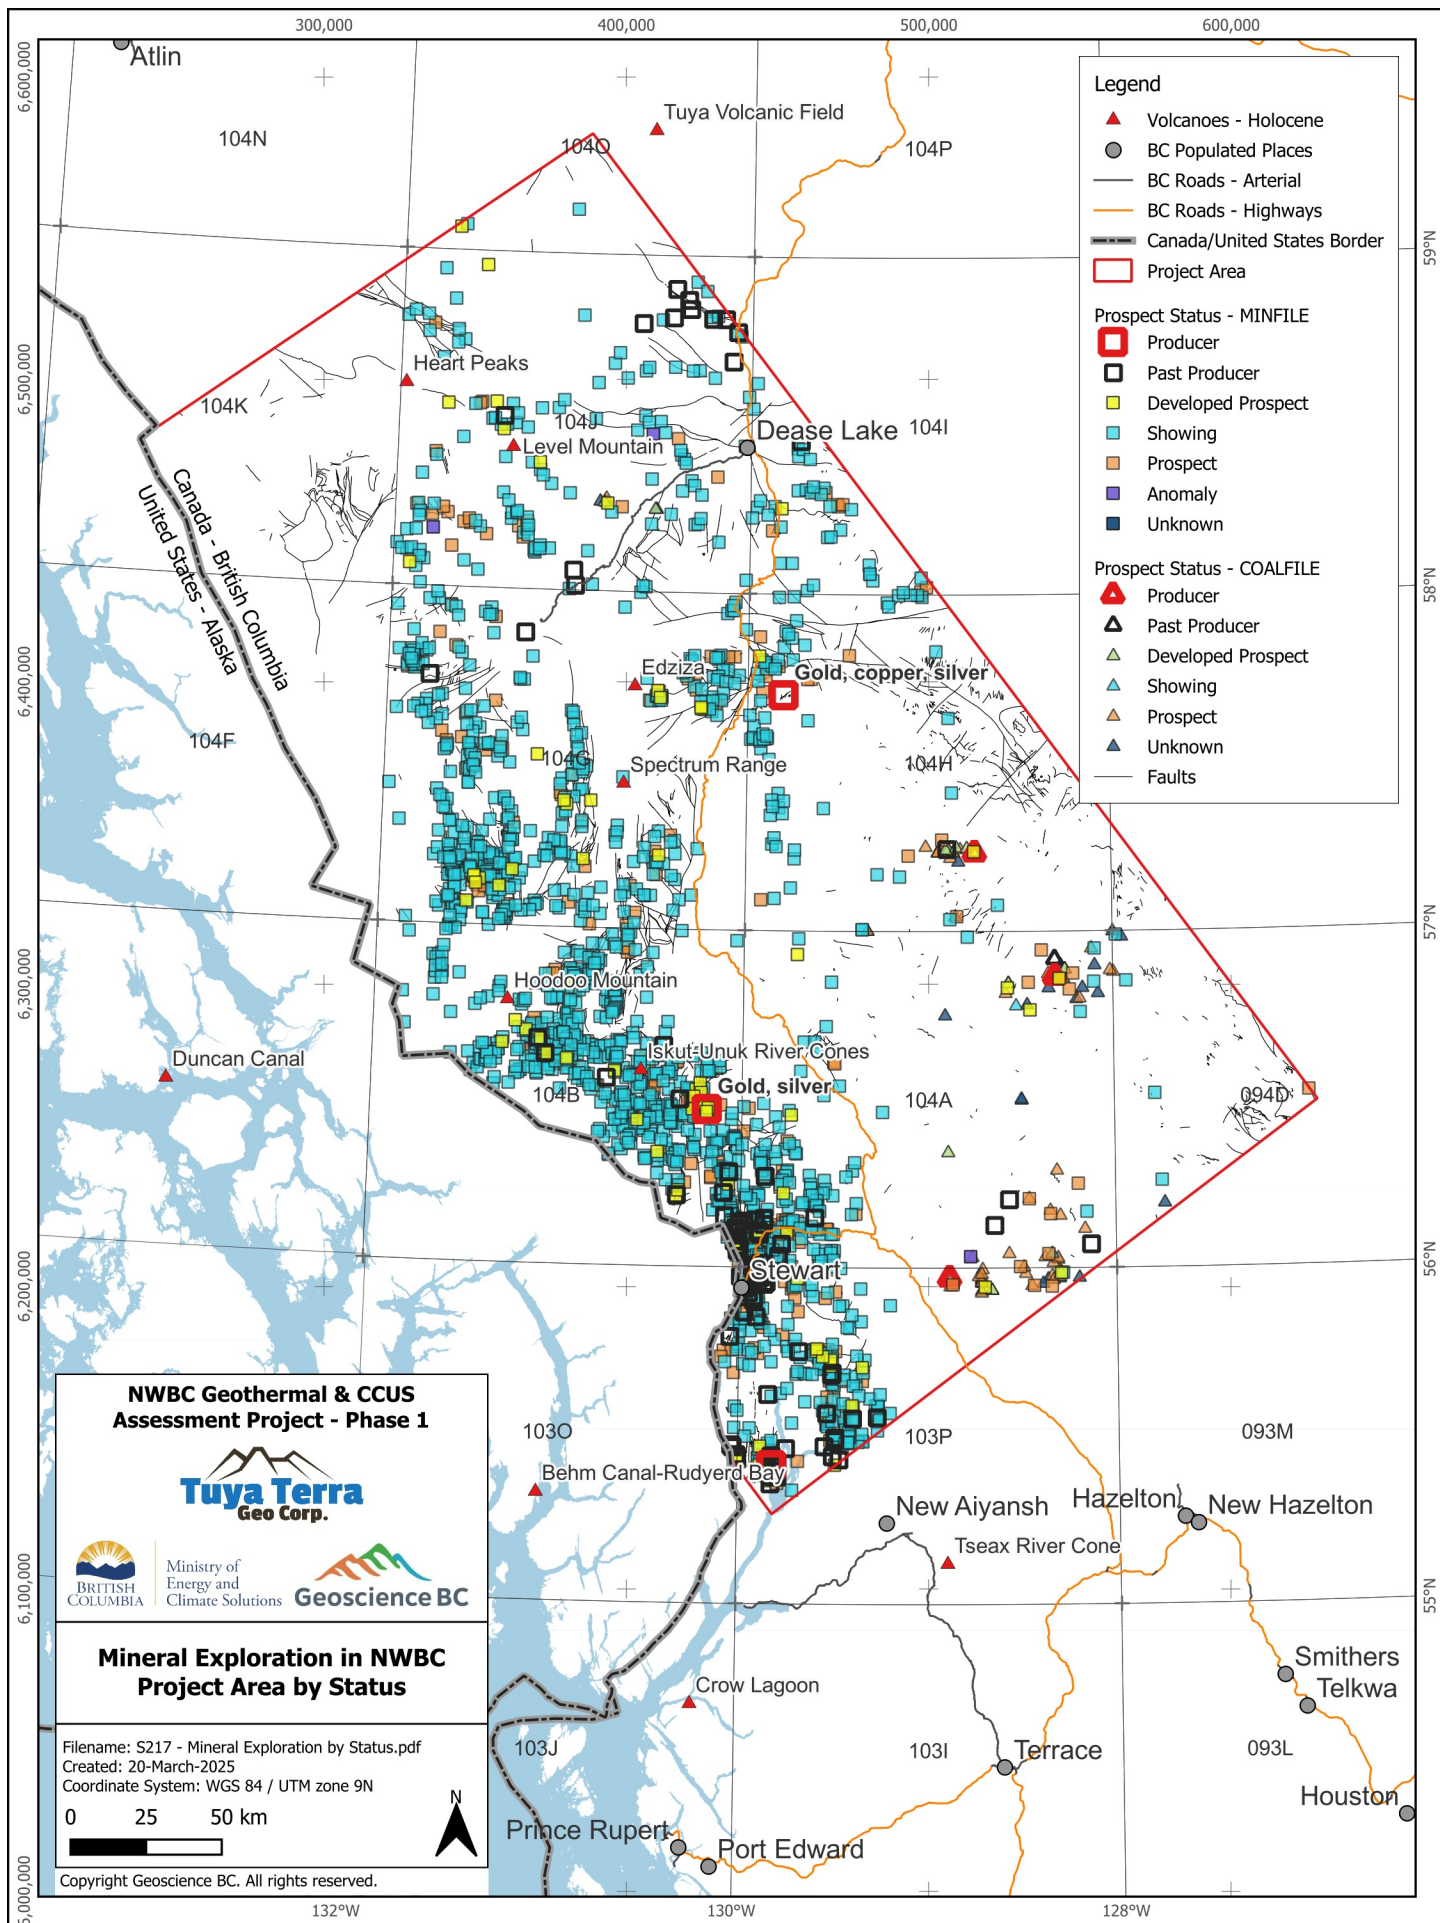 300,000
400,000
500,000
600,000
6,600,000
6,500,000
6,400,000
6,300,000
6,200,000
6,100,000
6,000,000
59°N
58°N
57°N
56°N
55°N
132°W
130°W
128°W
Atlin
Tuya Volcanic Field
104N
104O
104P
Heart Peaks
104K
104J
Level Mountain
Dease Lake
104I
Canada - British Columbia
United States - Alaska
Edziza
Gold, copper, silver
104F
104G
Spectrum Range
104H
Hoodoo Mountain
Duncan Canal
Iskut-Unuk River Cones
104B
Gold, silver
104A
094D
Stewart
103O
103P
093M
Behm Canal-Rudyerd Bay
New Aiyansh
Hazelton
New Hazelton
Tseax River Cone
Crow Lagoon
Smithers
Telkwa
103J
103I
093L
Terrace
Houston
Prince Rupert
Port Edward
Legend
Volcanoes - Holocene
BC Populated Places
BC Roads - Arterial
BC Roads - Highways
Canada/United States Border
Project Area
Prospect Status - MINFILE
Producer
Past Producer
Developed Prospect
Showing
Prospect
Anomaly
Unknown
Prospect Status - COALFILE
Producer
Past Producer
Developed Prospect
Showing
Prospect
Unknown
Faults
NWBC Geothermal & CCUS
Assessment Project - Phase 1
Tuya Terra
Geo Corp.
BRITISH
COLUMBIA
Ministry of
Energy and
Climate Solutions
Geoscience BC
Mineral Exploration in NWBC
Project Area by Status
Filename: S217 - Mineral Exploration by Status.pdf
Created: 20-March-2025
Coordinate System: WGS 84 / UTM zone 9N
0 25 50 km
N
Copyright Geoscience BC. All rights reserved.